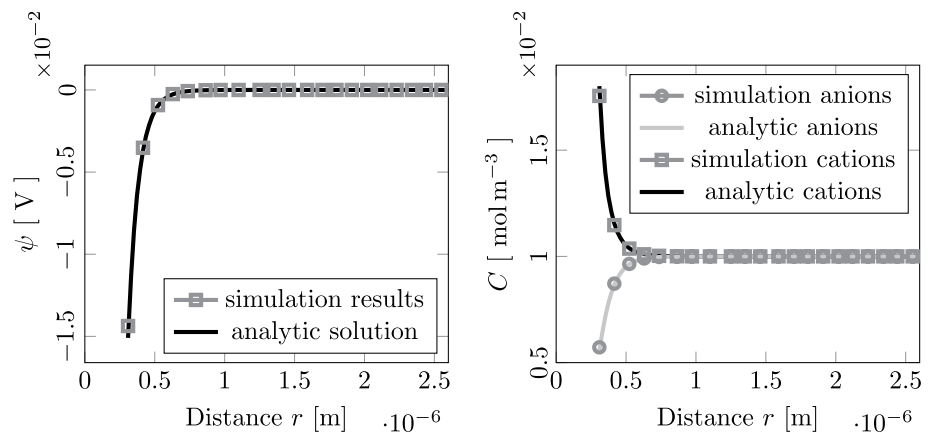 ×10⁻²
0
−0.5
−1
−1.5
ψ [ V ]
simulation results
analytic solution
0 0.5 1 1.5 2 2.5
Distance r [m] ·10⁻⁶
×10⁻²
1.5
1
0.5
C [ mol m⁻³ ]
simulation anions
analytic anions
simulation cations
analytic cations
0 0.5 1 1.5 2 2.5
Distance r [m] ·10⁻⁶